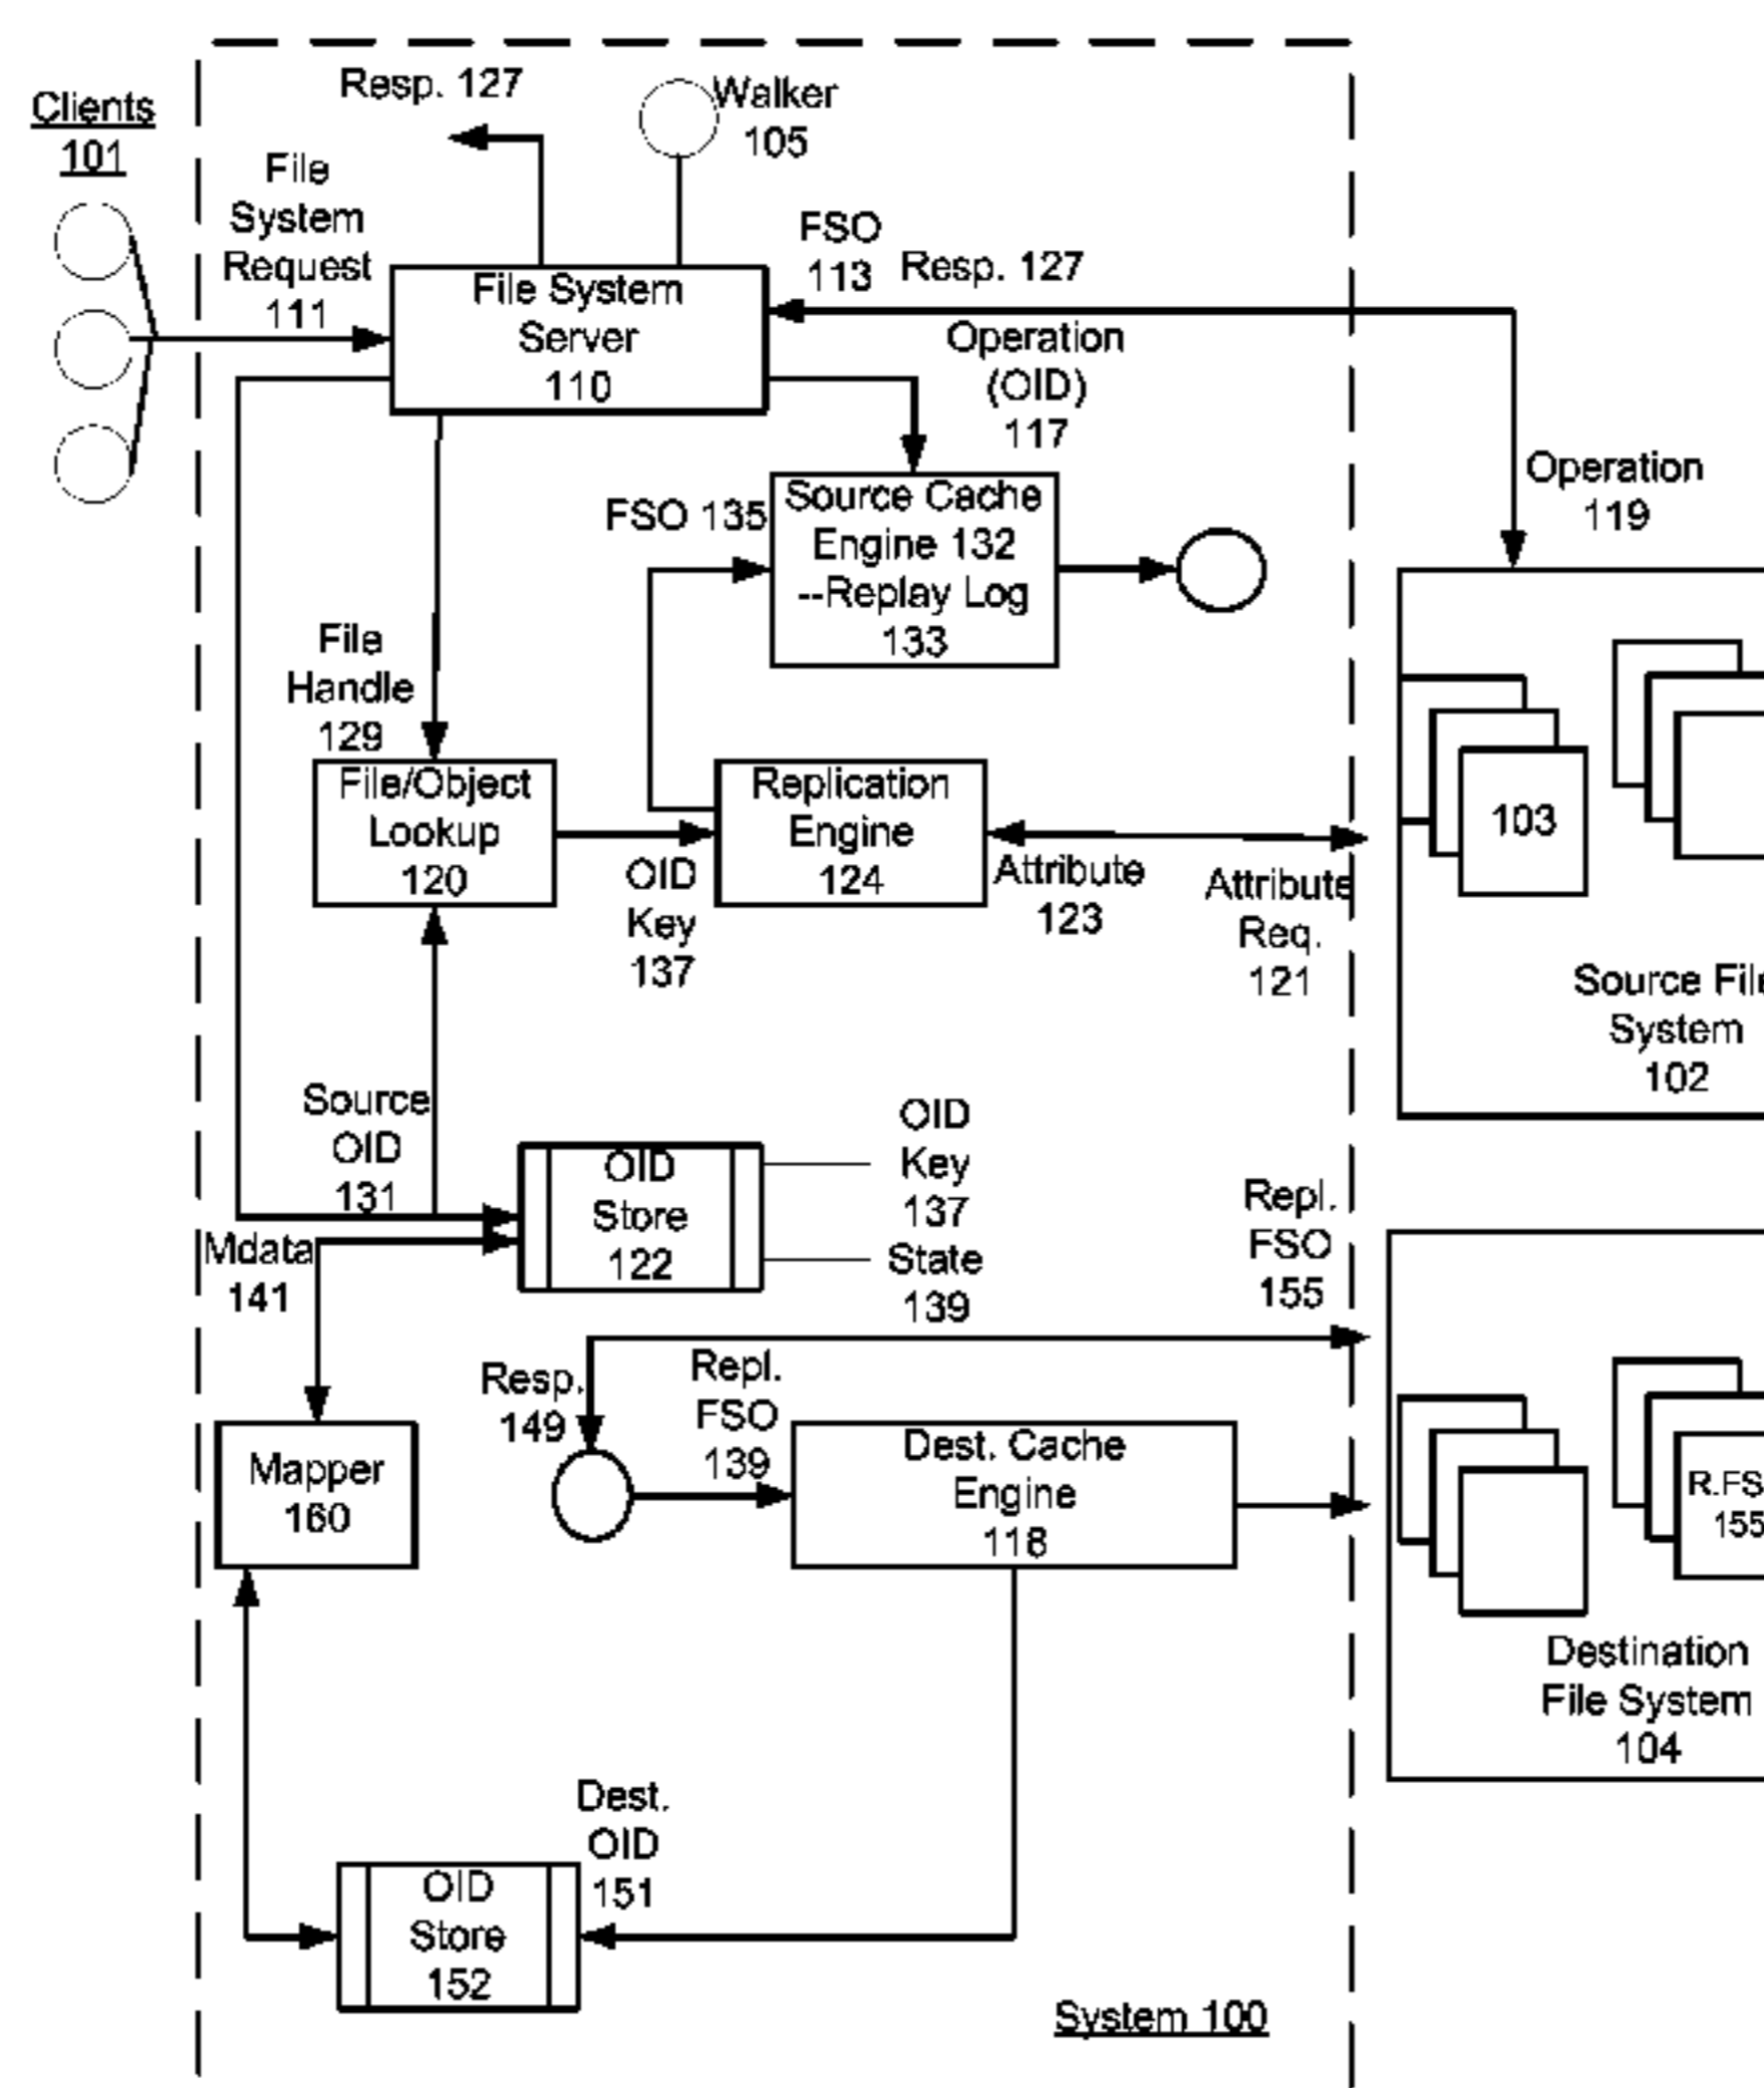 Resp. 127
Walker
105
Clients
101
File
System
Request
111
FSO
113
Resp. 127
File System
Server
110
Operation
(OID)
117
Operation
119
FSO 135
Source Cache
Engine 132
--Replay Log
133
File
Handle
129
File/Object
Lookup
120
OID
Key
137
Replication
Engine
124
Attribute
123
Attribute
Req.
121
103
Source File
System
102
Source
OID
131
OID
Store
122
OID
Key
137
State
139
Mdata
141
Repl.
FSO
155
Resp.
149
Repl.
FSO
139
Mapper
160
Dest. Cache
Engine
118
R.FS
155
Destination
File System
104
Dest.
OID
151
OID
Store
152
System 100